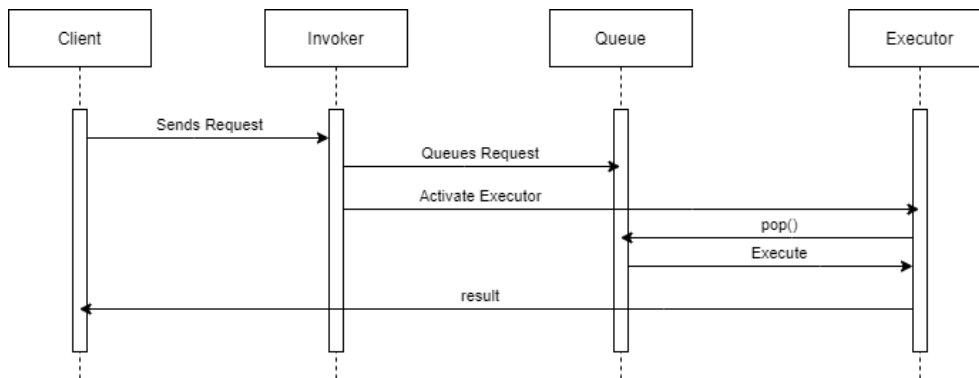 Client
Invoker
Queue
Executor
Sends Request
Queues Request
Activate Executor
pop()
Execute
result